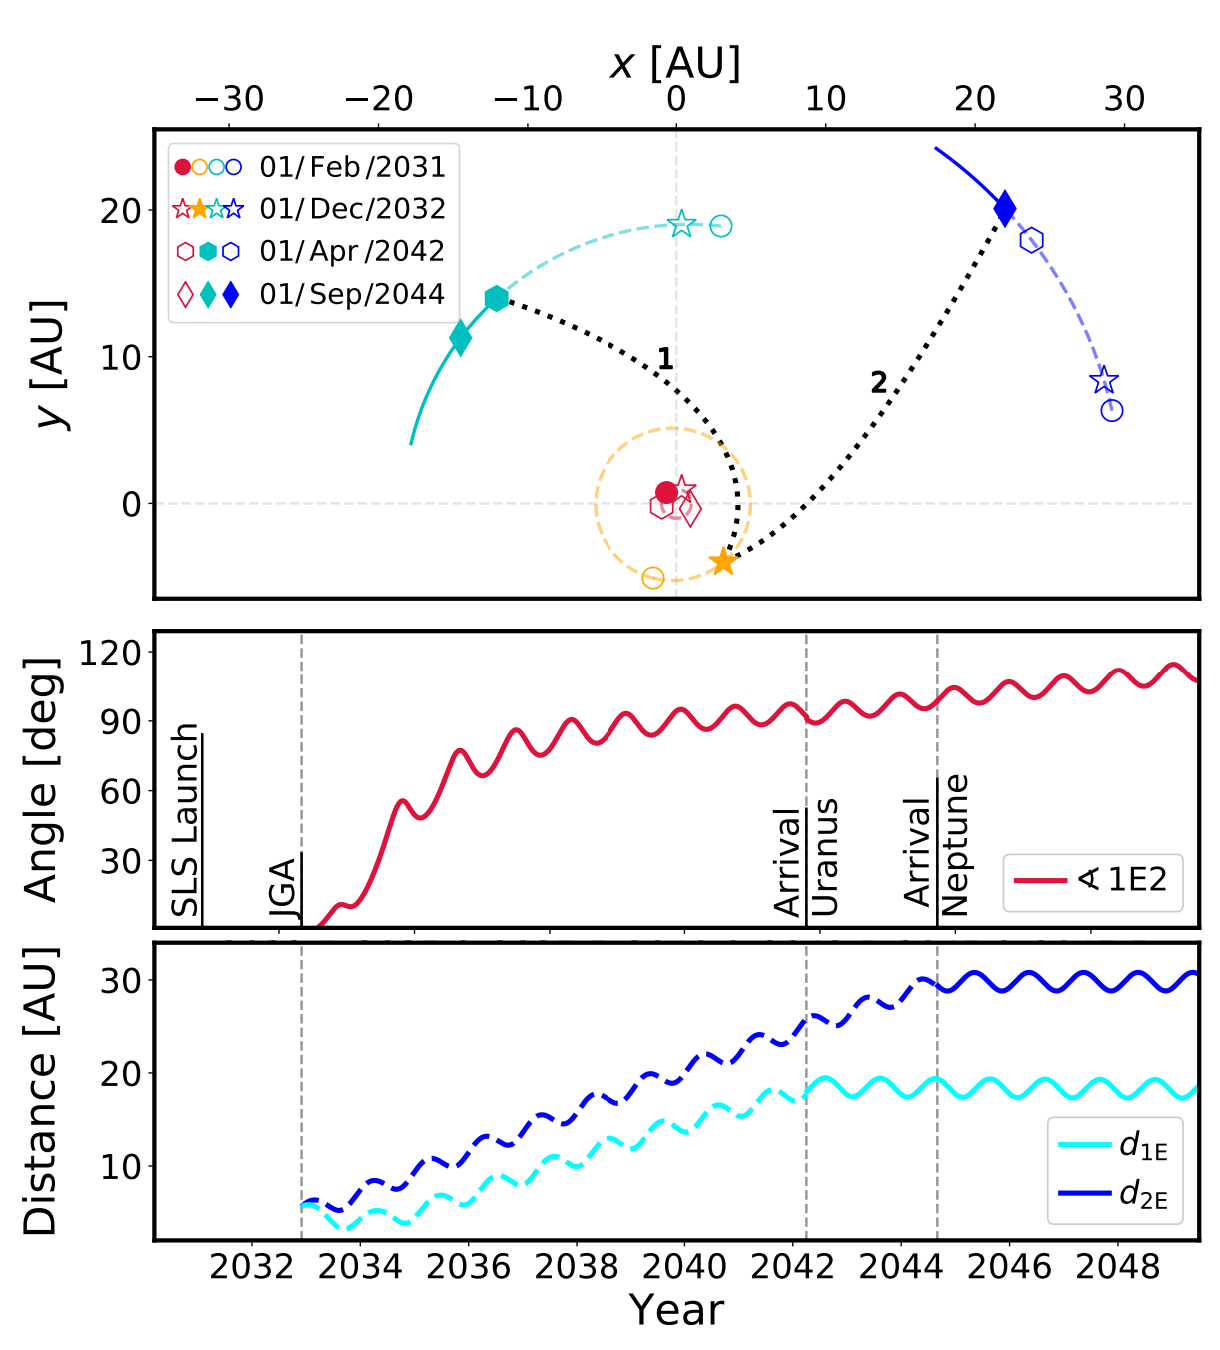 x [AU]
−30 −20 −10 0 10 20 30
01/Feb/2031
01/Dec/2032
01/Apr/2042
01/Sep/2044
y [AU]
20
10
0
1
2
Angle [deg]
120
90
60
30
SLS Launch
JGA
Arrival
Uranus
Arrival
Neptune
∢ 1E2
Distance [AU]
30
20
10
d1E
d2E
2032 2034 2036 2038 2040 2042 2044 2046 2048
Year